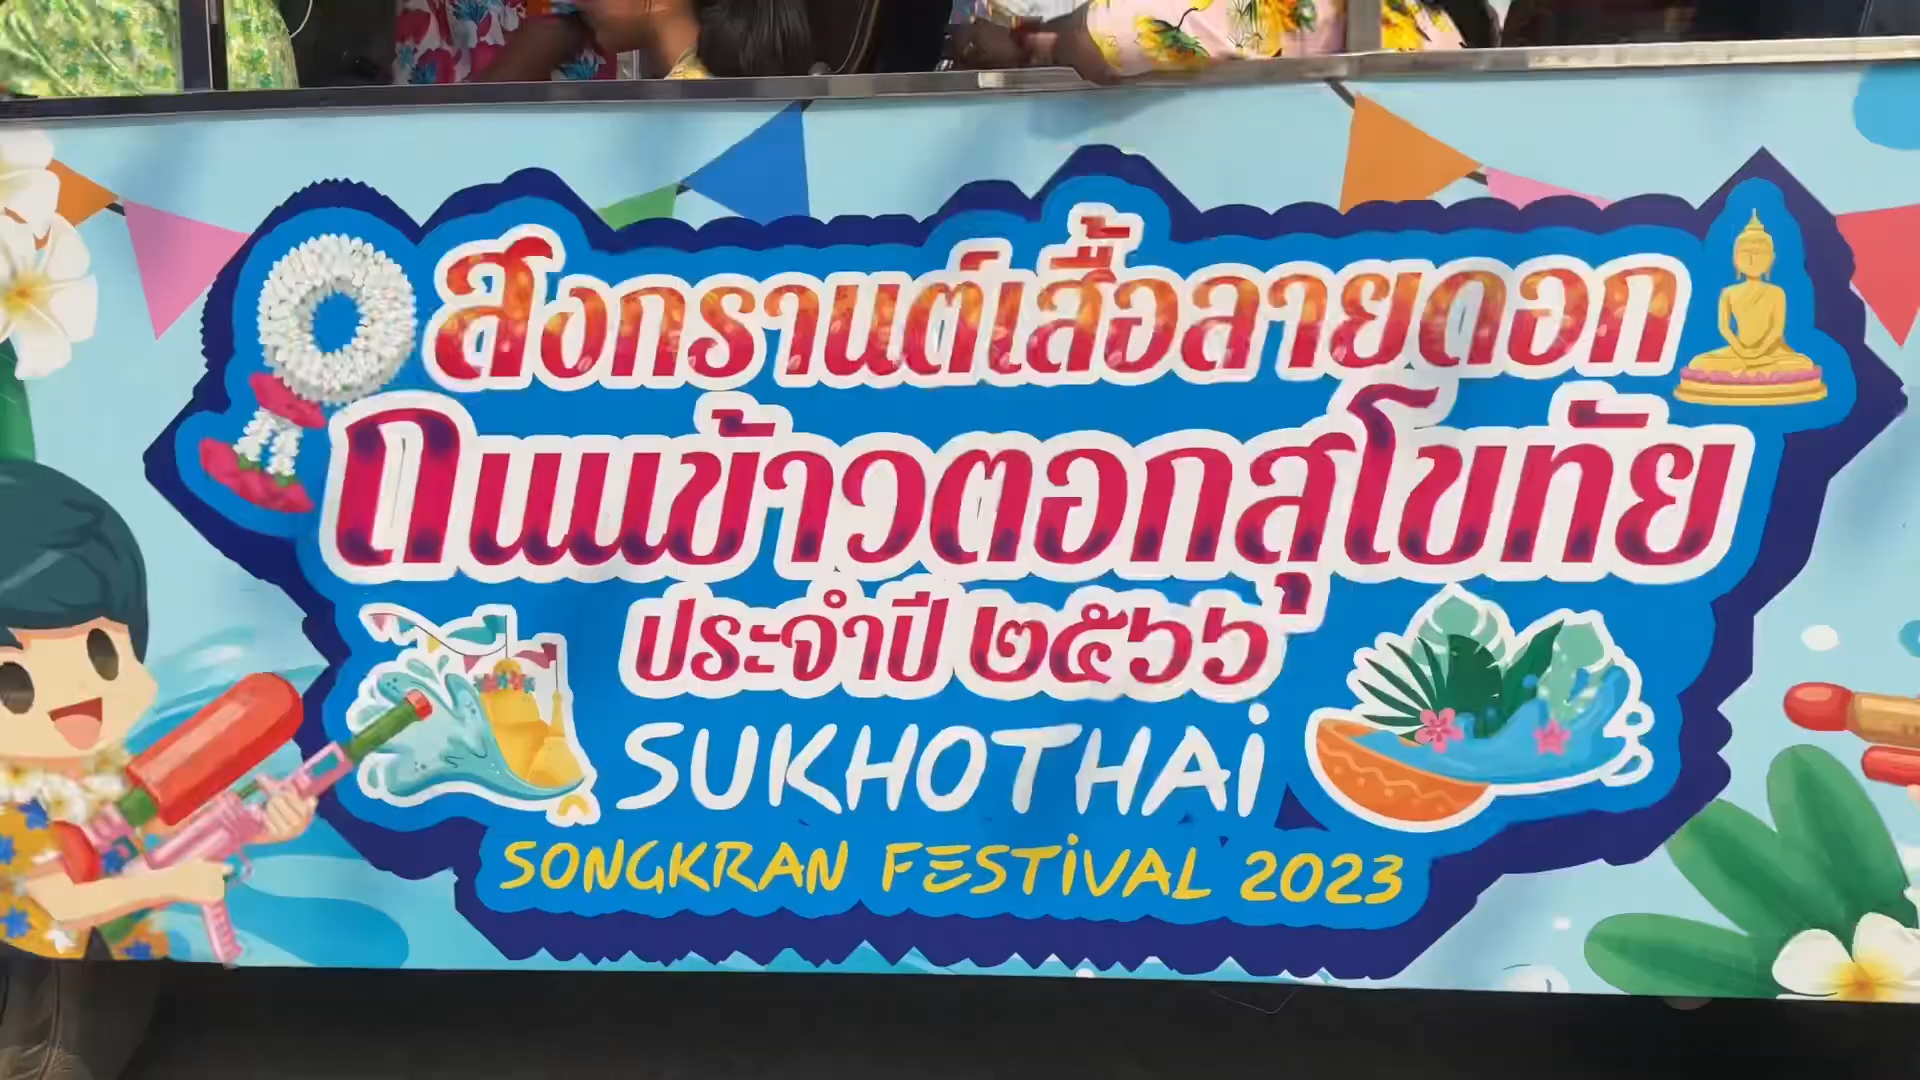 สงกรานต์เสื้อลายดอก
ถนนข้าวตอกสุโขทัย
ประจำปี ๒๕๖๖
SUKHOTHAI
SONGKRAN FESTIVAL 2023